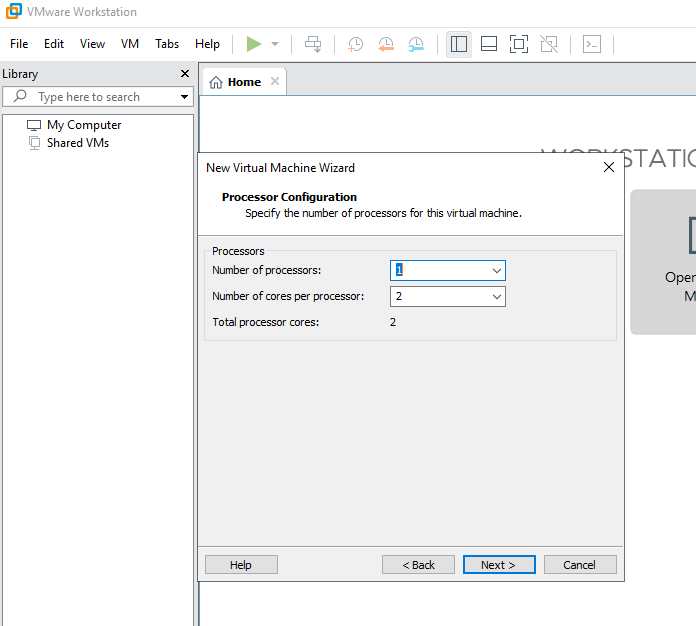 VMware Workstation
File Edit View VM Tabs Help
Library
Type here to search
My Computer
Shared VMs
Home
New Virtual Machine Wizard
Processor Configuration
Specify the number of processors for this virtual machine.
Processors
Number of processors: 1
Number of cores per processor: 2
Total processor cores: 2
Help < Back Next > Cancel
WORKSTATIO
Oper
M